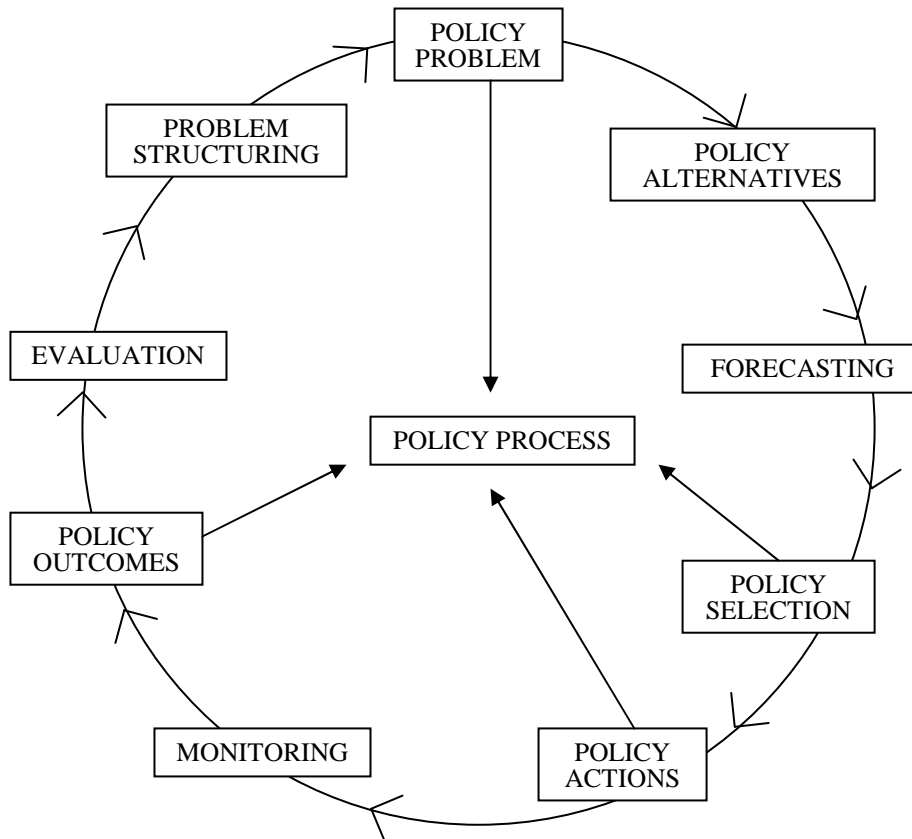 POLICY
PROBLEM
PROBLEM
STRUCTURING
POLICY
ALTERNATIVES
EVALUATION
FORECASTING
POLICY PROCESS
POLICY
OUTCOMES
POLICY
SELECTION
MONITORING
POLICY
ACTIONS